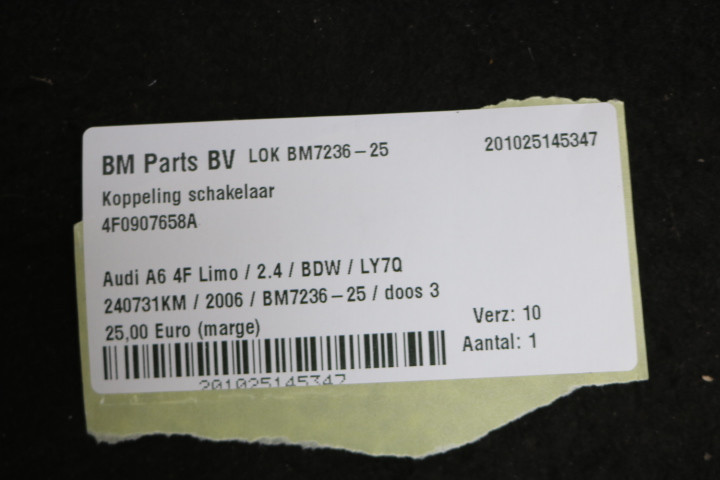 BM Parts BV LOK BM7236-25 201025145347
Koppeling schakelaar
4F0907658A
Audi A6 4F Limo / 2.4 / BDW / LY7Q
240731KM / 2006 / BM7236-25 / doos 3
25,00 Euro (marge)
Verz: 10
Aantal: 1
201025145347